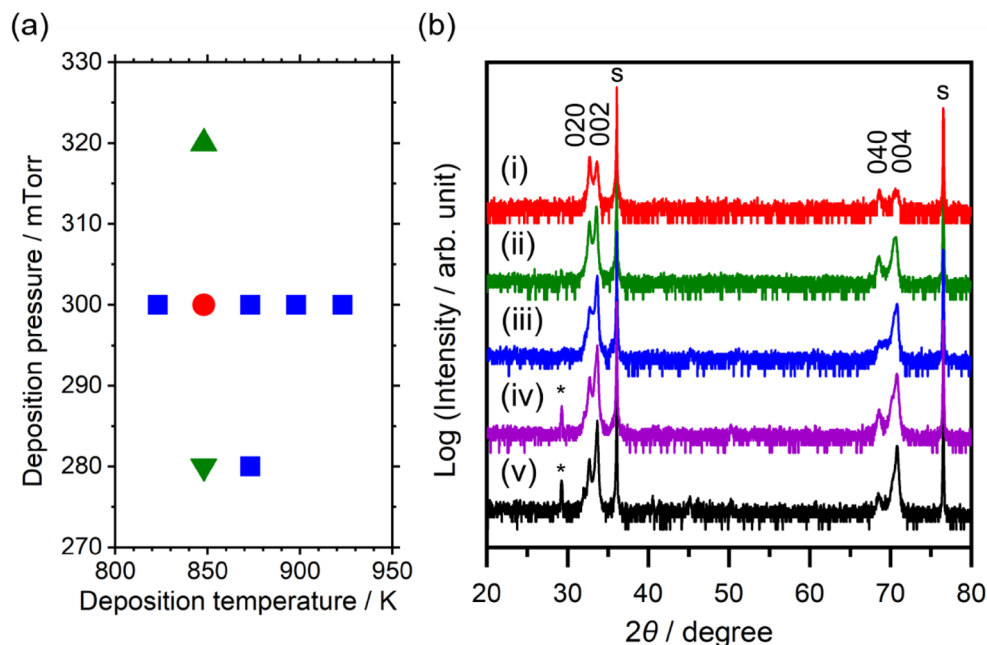 (a)
330
320
310
300
290
280
270
800 850 900 950
Deposition pressure / mTorr
Deposition temperature / K
(b)
020
002
s
040
004
s
(i)
(ii)
(iii)
(iv)
*
(v)
*
Log (Intensity / arb. unit)
20 30 40 50 60 70 80
2θ / degree